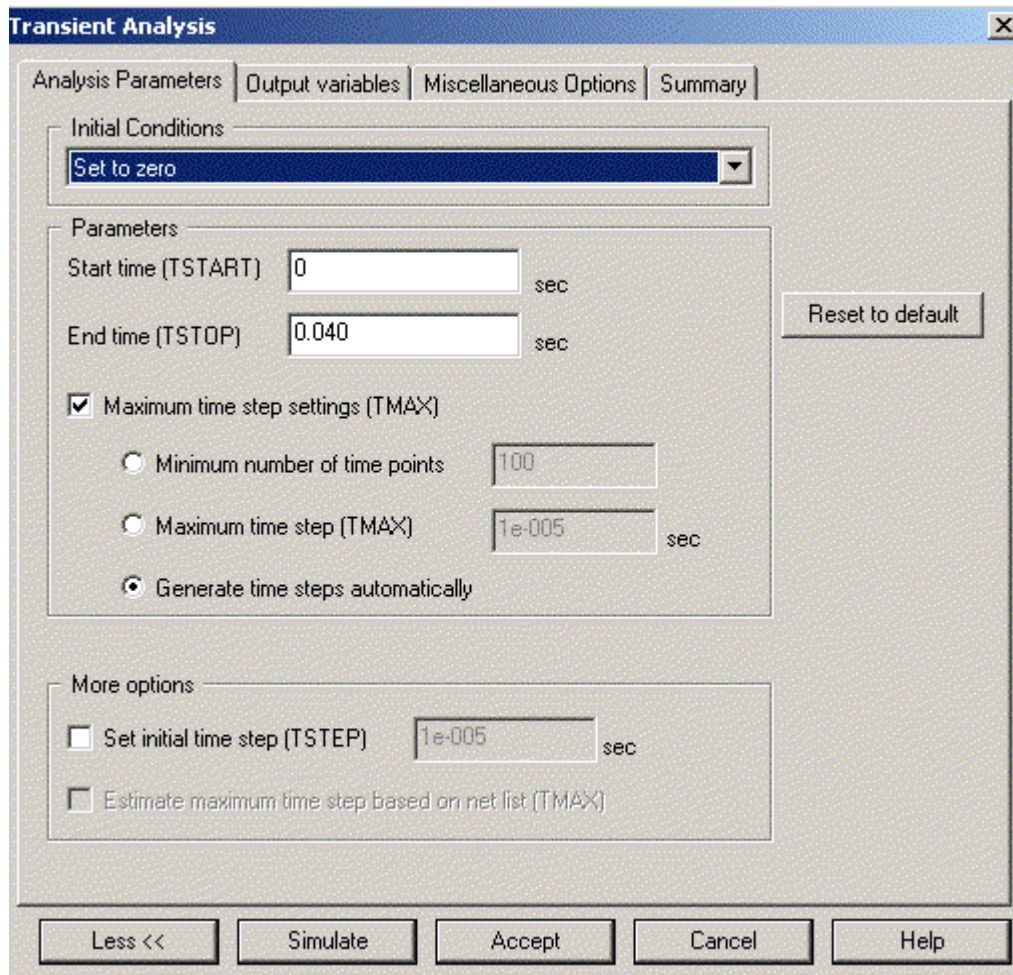 Transient Analysis
Analysis Parameters Output variables Miscellaneous Options Summary
Initial Conditions
Set to zero
Parameters
Start time (TSTART) 0 sec
Reset to default
End time (TSTOP) 0.040 sec
Maximum time step settings (TMAX)
Minimum number of time points 100
Maximum time step (TMAX) 1e-005 sec
Generate time steps automatically
More options
Set initial time step (TSTEP) 1e-005 sec
Estimate maximum time step based on net list (TMAX)
Less << Simulate Accept Cancel Help